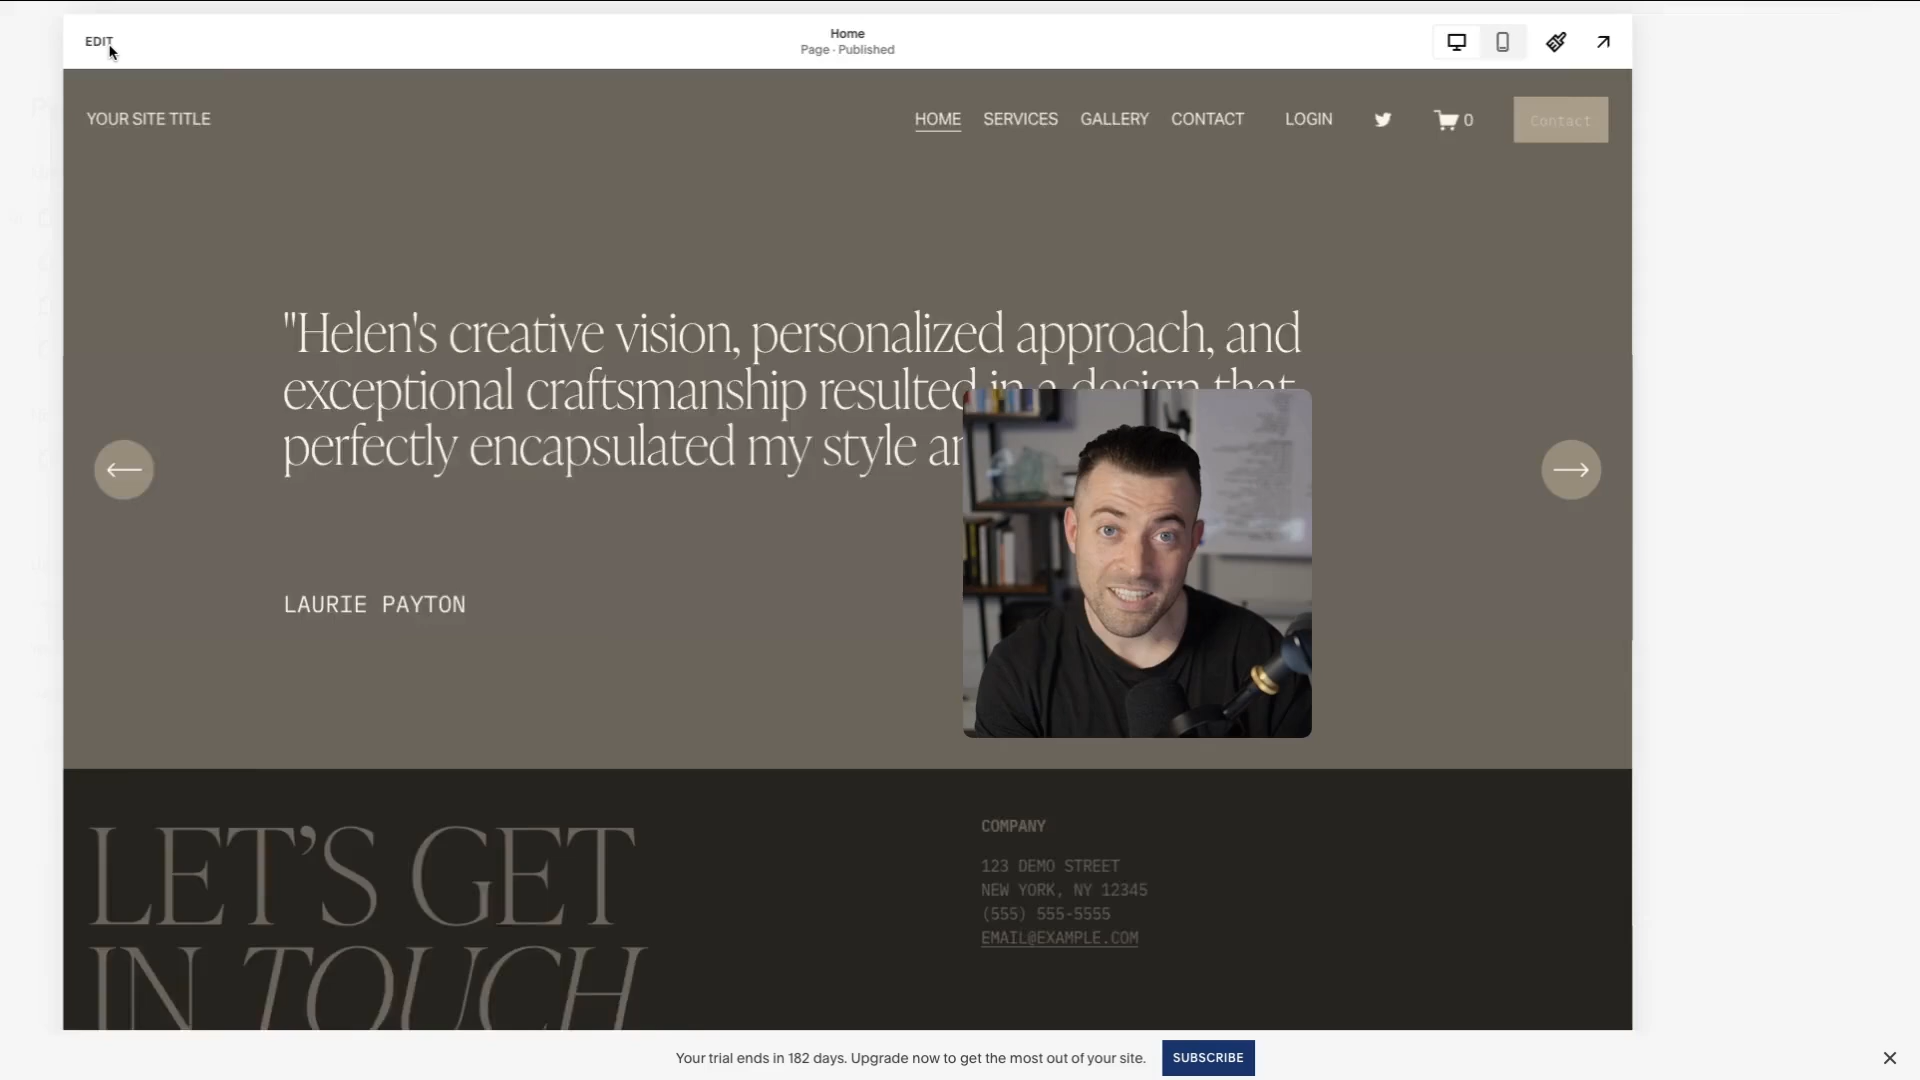 EDIT
Home
Page · Published
YOUR SITE TITLE
HOME
SERVICES
GALLERY
CONTACT
LOGIN
0
Contact
"Helen's creative vision, personalized approach, and
exceptional craftsmanship resulted in a design that
perfectly encapsulated my style
LAURIE PAYTON
LET’S GET
IN TOUCH
COMPANY
123 DEMO STREET
NEW YORK, NY 12345
(555) 555-5555
EMAIL@EXAMPLE.COM
Your trial ends in 182 days. Upgrade now to get the most out of your site.
SUBSCRIBE